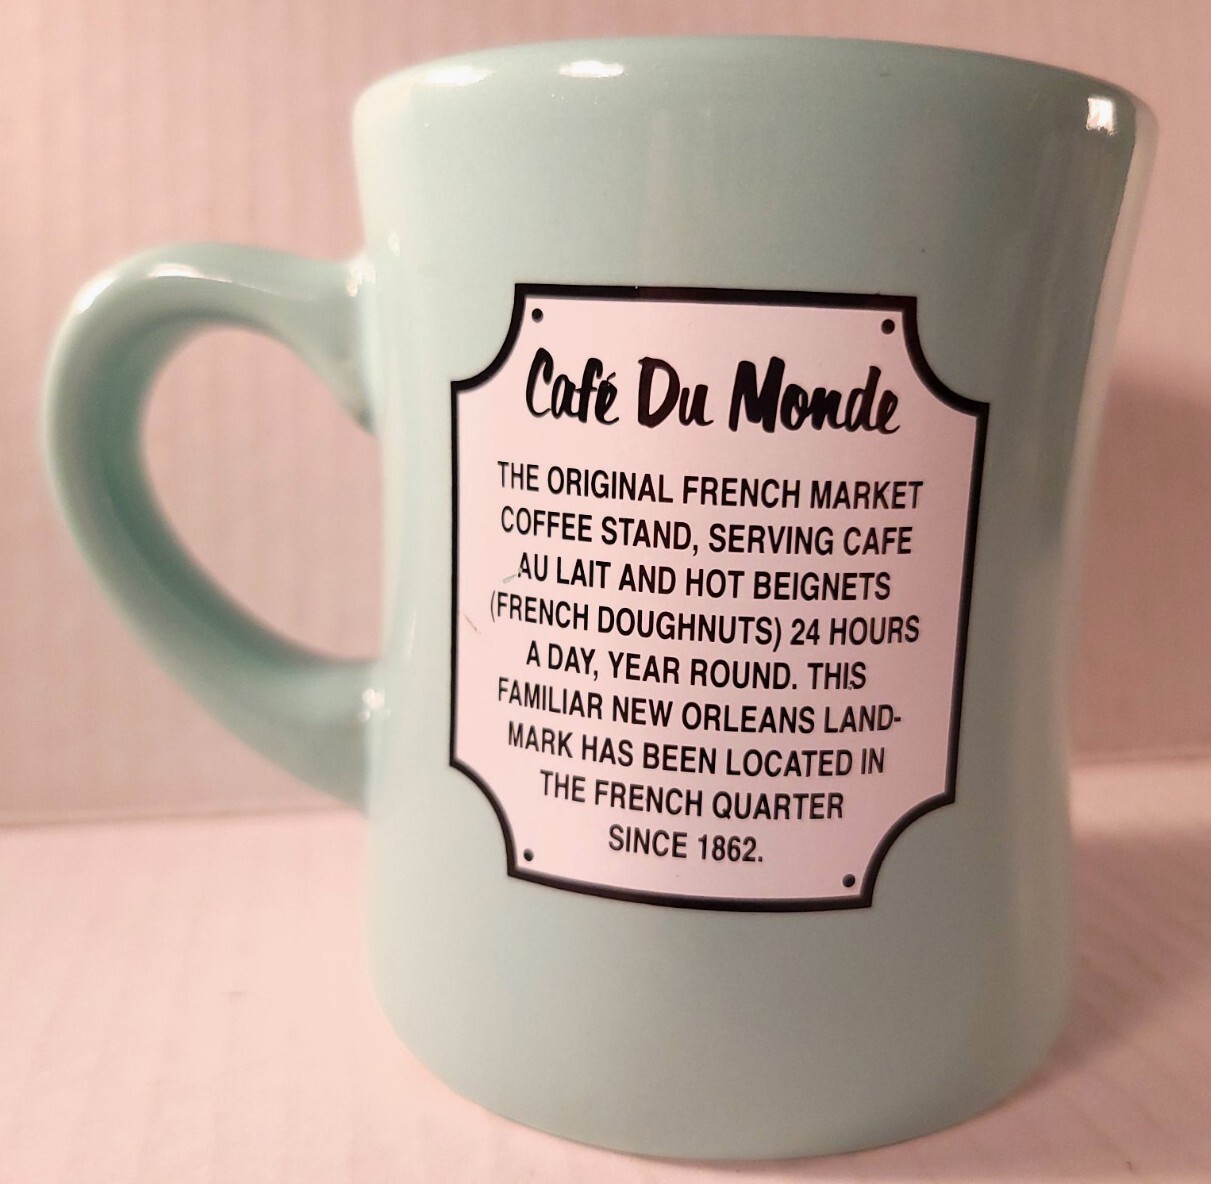 Café Du Monde
THE ORIGINAL FRENCH MARKET
COFFEE STAND, SERVING CAFE
AU LAIT AND HOT BEIGNETS
(FRENCH DOUGHNUTS) 24 HOURS
A DAY, YEAR ROUND. THIS
FAMILIAR NEW ORLEANS LAND-
MARK HAS BEEN LOCATED IN
THE FRENCH QUARTER
SINCE 1862.